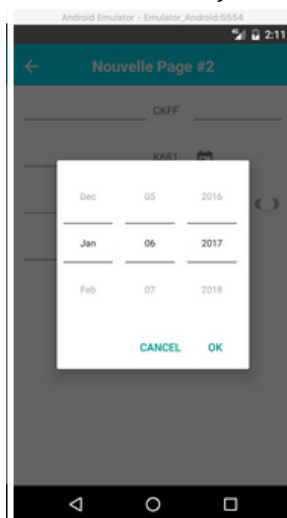 Android Emulator - Emulator_Android:5554
2:11
Nouvelle Page #2
CKFF
K681
Dec 05 2016
Jan 06 2017
Feb 07 2018
CANCEL OK